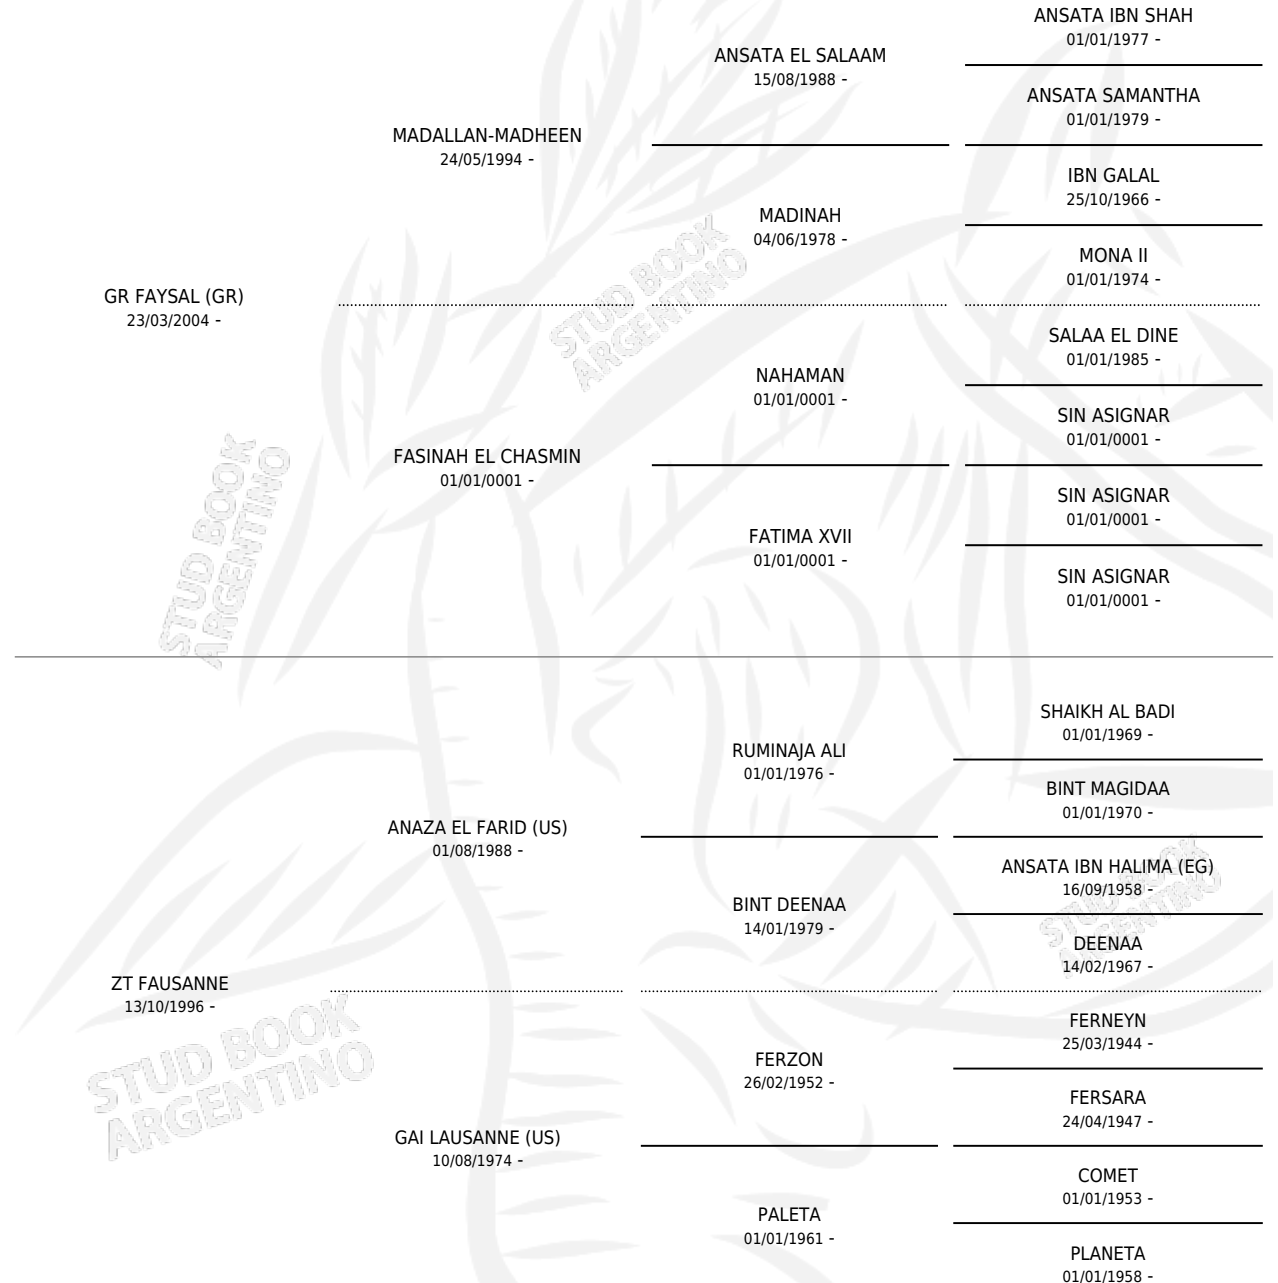 ANSATA IBN SHAH
01/01/1977 -
ANSATA EL SALAAM
15/08/1988 -
ANSATA SAMANTHA
01/01/1979 -
MADALLAN-MADHEEN
24/05/1994 -
IBN GALAL
25/10/1966 -
MADINAH
04/06/1978 -
MONA II
01/01/1974 -
GR FAYSAL (GR)
23/03/2004 -
SALAA EL DINE
01/01/1985 -
NAHAMAN
01/01/0001 -
SIN ASIGNAR
01/01/0001 -
FASINAH EL CHASMIN
01/01/0001 -
SIN ASIGNAR
01/01/0001 -
FATIMA XVII
01/01/0001 -
SIN ASIGNAR
01/01/0001 -
SHAIKH AL BADI
01/01/1969 -
RUMINAJA ALI
01/01/1976 -
BINT MAGIDAA
01/01/1970 -
ANAZA EL FARID (US)
01/08/1988 -
ANSATA IBN HALIMA (EG)
16/09/1958 -
BINT DEENAA
14/01/1979 -
DEENAA
14/02/1967 -
ZT FAUSANNE
13/10/1996 -
FERNEYN
25/03/1944 -
FERZON
26/02/1952 -
FERSARA
24/04/1947 -
GAI LAUSANNE (US)
10/08/1974 -
COMET
01/01/1953 -
PALETA
01/01/1961 -
PLANETA
01/01/1958 -
STUD BOOK
ARGENTINO
STUD BOOK
ARGENTINO
STUD BOOK
ARGENTINO
STUD BOOK
ARGENTINO